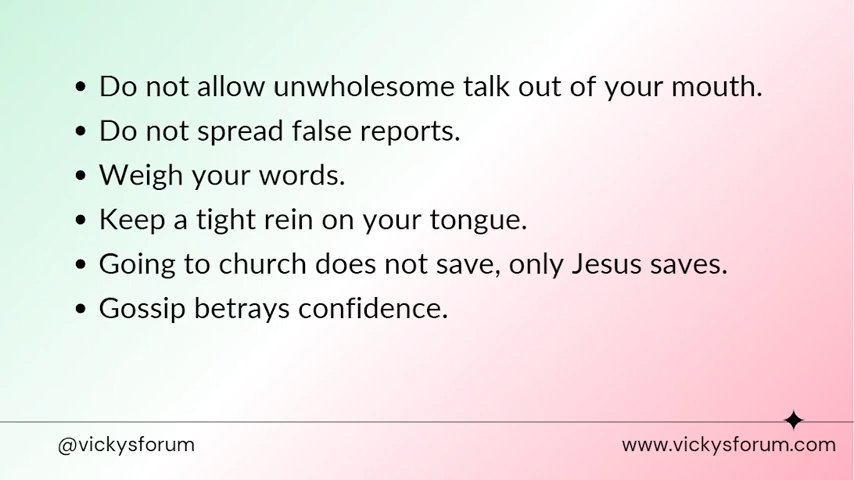 • Do not allow unwholesome talk out of your mouth.
• Do not spread false reports.
• Weigh your words.
• Keep a tight rein on your tongue.
• Going to church does not save, only Jesus saves.
• Gossip betrays confidence.
@vickysforum
www.vickysforum.com